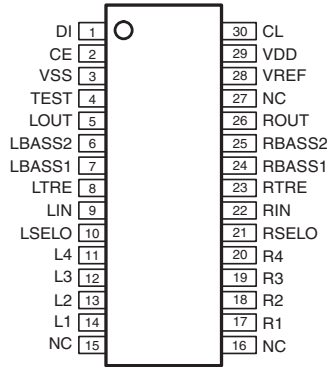 DI 1 30 CL
CE 2 29 VDD
VSS 3 28 VREF
TEST 4 27 NC
LOUT 5 26 ROUT
LBASS2 6 25 RBASS2
LBASS1 7 24 RBASS1
LTRE 8 23 RTRE
LIN 9 22 RIN
LSELO 10 21 RSELO
L4 11 20 R4
L3 12 19 R3
L2 13 18 R2
L1 14 17 R1
NC 15 16 NC